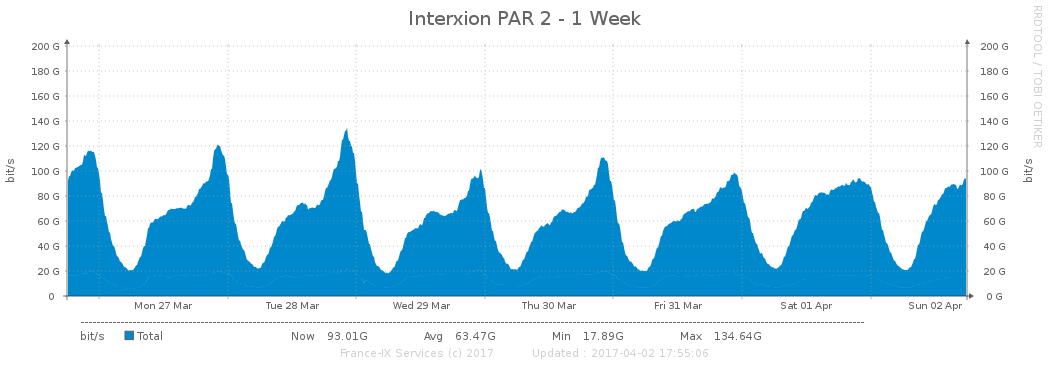 Interxion PAR 2 - 1 Week
RRDTOOL / TOBI OETIKER
200 G 200 G
180 G 180 G
160 G 160 G
140 G 140 G
120 G 120 G
100 G 100 G
80 G 80 G
60 G 60 G
40 G 40 G
20 G 20 G
0 0 G
bit/s bit/s
Mon 27 Mar Tue 28 Mar Wed 29 Mar Thu 30 Mar Fri 31 Mar Sat 01 Apr Sun 02 Apr
bit/s Total Now 93.01G Avg 63.47G Min 17.89G Max 134.64G
France-IX Services (c) 2017 Updated : 2017-04-02 17:55:06